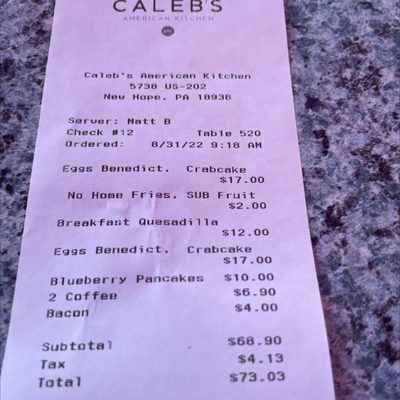 CALEB'S
AMERICAN KITCHEN
Caleb's American Kitchen
5738 US-202
New Hope, PA 18938
Server: Matt B
Check #12 Table 520
Ordered: 8/31/22 9:18 AM
Eggs Benedict, Crabcake
$17.00
No Home Fries, SUB Fruit
$2.00
Breakfast Quesadilla
$12.00
Eggs Benedict, Crabcake
$17.00
Blueberry Pancakes $10.00
2 Coffee $6.90
Bacon $4.00
Subtotal $68.90
Tax $4.13
Total $73.03